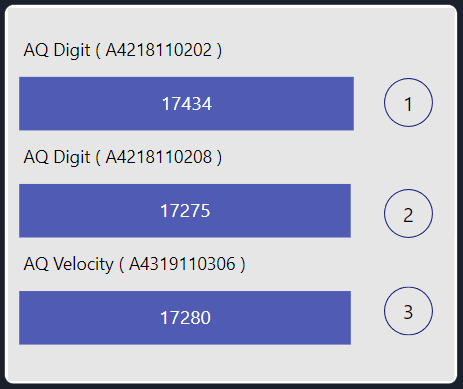 AQ Digit ( A4218110202 )
17434
1
AQ Digit ( A4218110208 )
17275
2
AQ Velocity ( A4319110306 )
17280
3